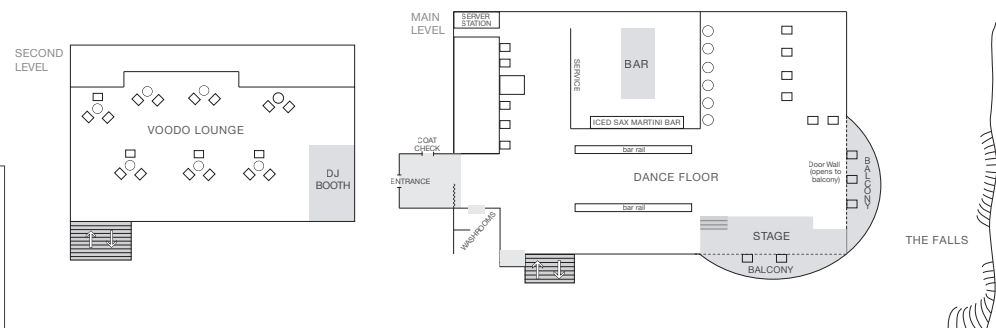 SECOND
LEVEL
VOODO LOUNGE
DJ
BOOTH
MAIN
LEVEL
SERVER
STATION
SERVICE
BAR
ICED SAX MARTINI BAR
COAT
CHECK
ENTRANCE
bar rail
DANCE FLOOR
bar rail
WASHROOMS
Door Wall
(opens to
balcony)
BALCONY
STAGE
BALCONY
THE FALLS